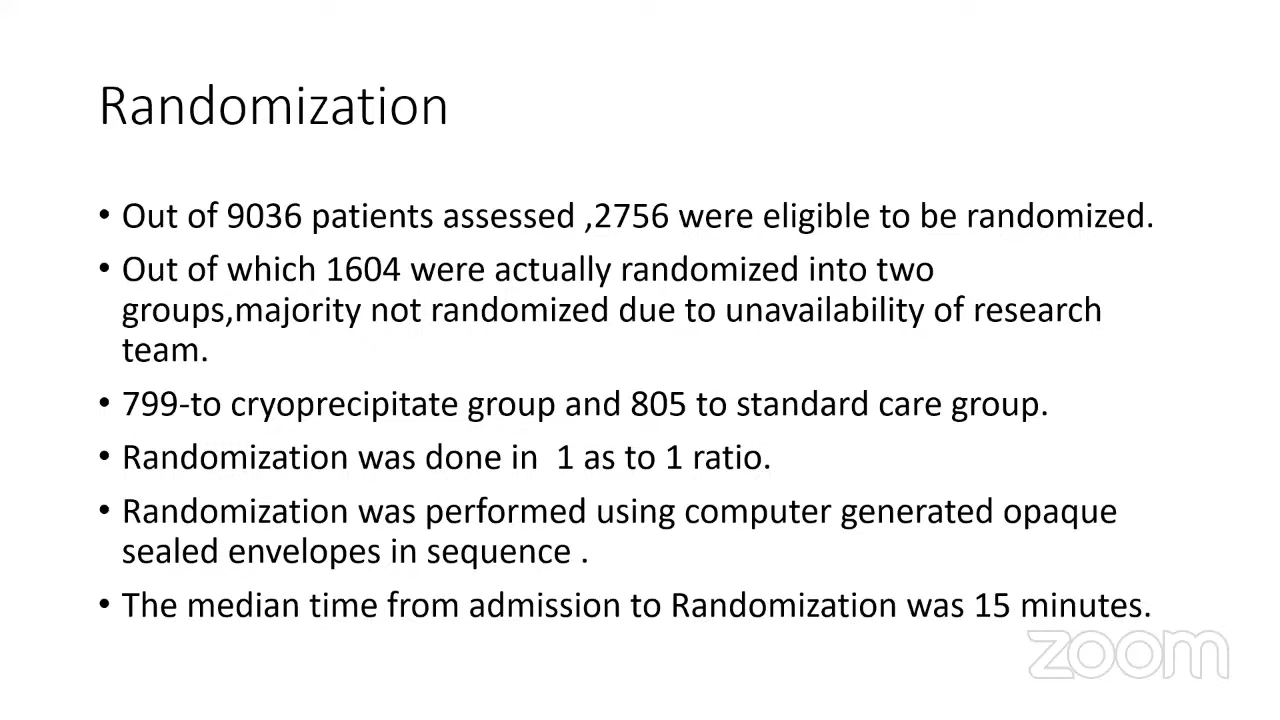 Randomization
• Out of 9036 patients assessed ,2756 were eligible to be randomized.
• Out of which 1604 were actually randomized into two
groups,majority not randomized due to unavailability of research
team.
• 799-to cryoprecipitate group and 805 to standard care group.
• Randomization was done in  1 as to 1 ratio.
• Randomization was performed using computer generated opaque
sealed envelopes in sequence .
• The median time from admission to Randomization was 15 minutes.
zoom